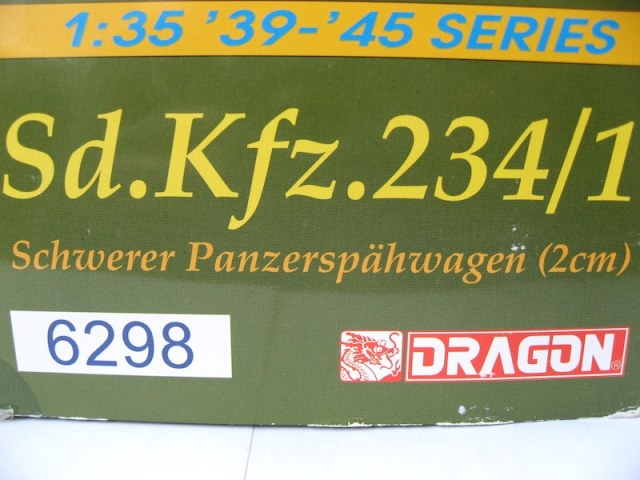 1:35 '39-'45 SERIES
Sd.Kfz.234/1
Schwerer Panzerspähwagen (2cm)
6298
DRAGON®